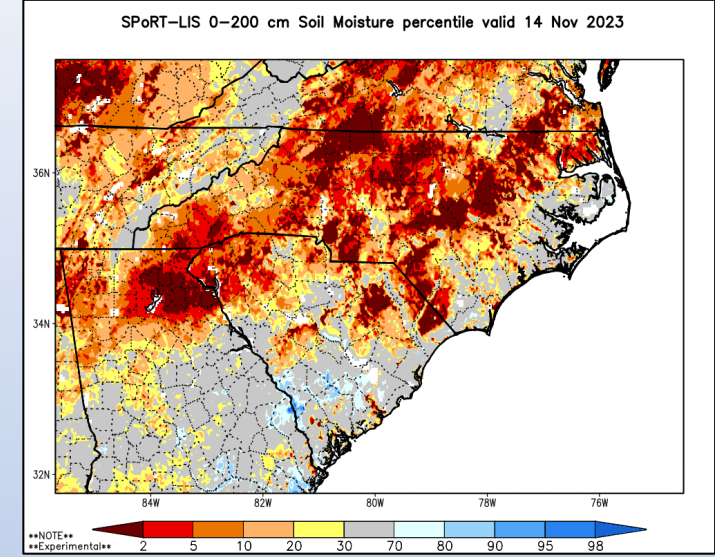 SPoRT-LIS 0-200 cm Soil Moisture percentile valid 14 Nov 2023
36N
34N
32N
84W 82W 80W 78W 76W
**NOTE**
**Experimental**
2 5 10 20 30 70 80 90 95 98